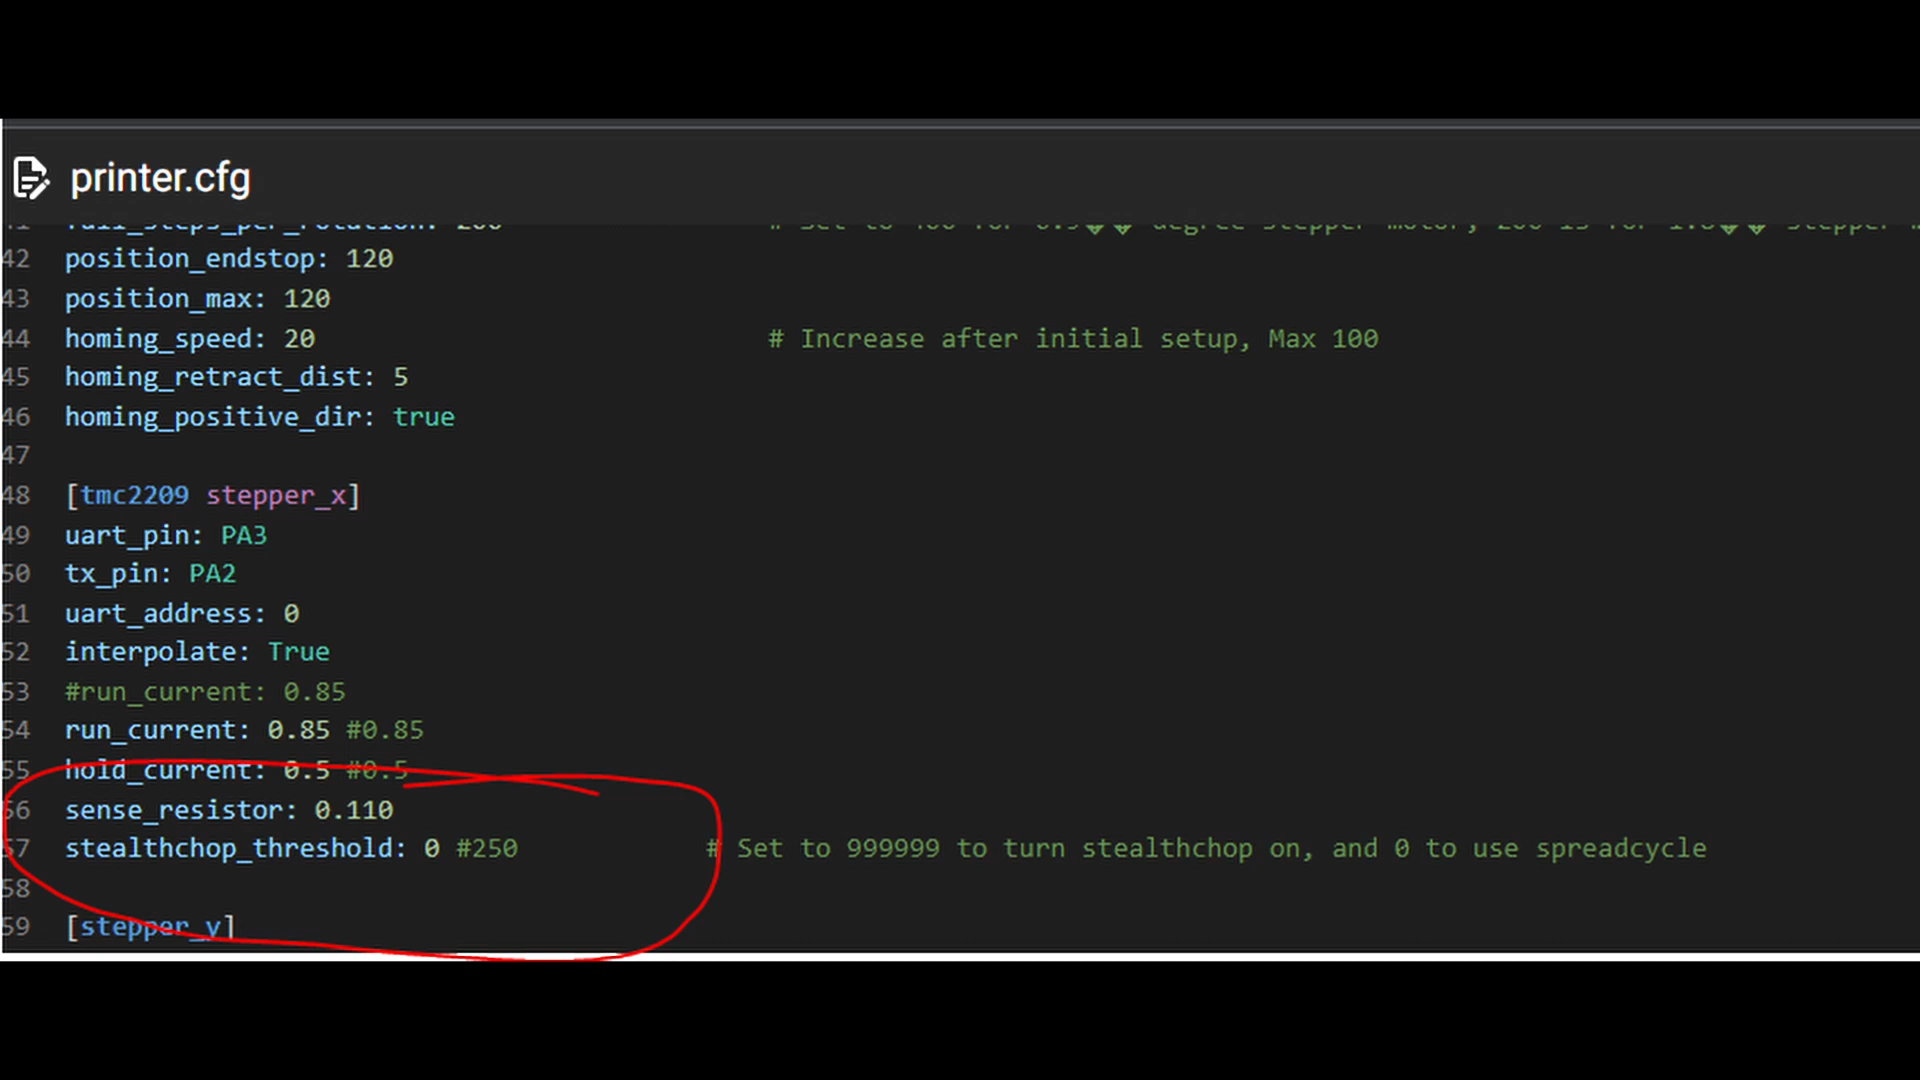 printer.cfg
42 position_endstop: 120
43 position_max: 120
44 homing_speed: 20 # Increase after initial setup, Max 100
45 homing_retract_dist: 5
46 homing_positive_dir: true
47
48 [tmc2209 stepper_x]
49 uart_pin: PA3
50 tx_pin: PA2
51 uart_address: 0
52 interpolate: True
53 #run_current: 0.85
54 run_current: 0.85 #0.85
55 hold_current: 0.5 #0.5
56 sense_resistor: 0.110
57 stealthchop_threshold: 0 #250 # Set to 999999 to turn stealthchop on, and 0 to use spreadcycle
58
59 [stepper_y]